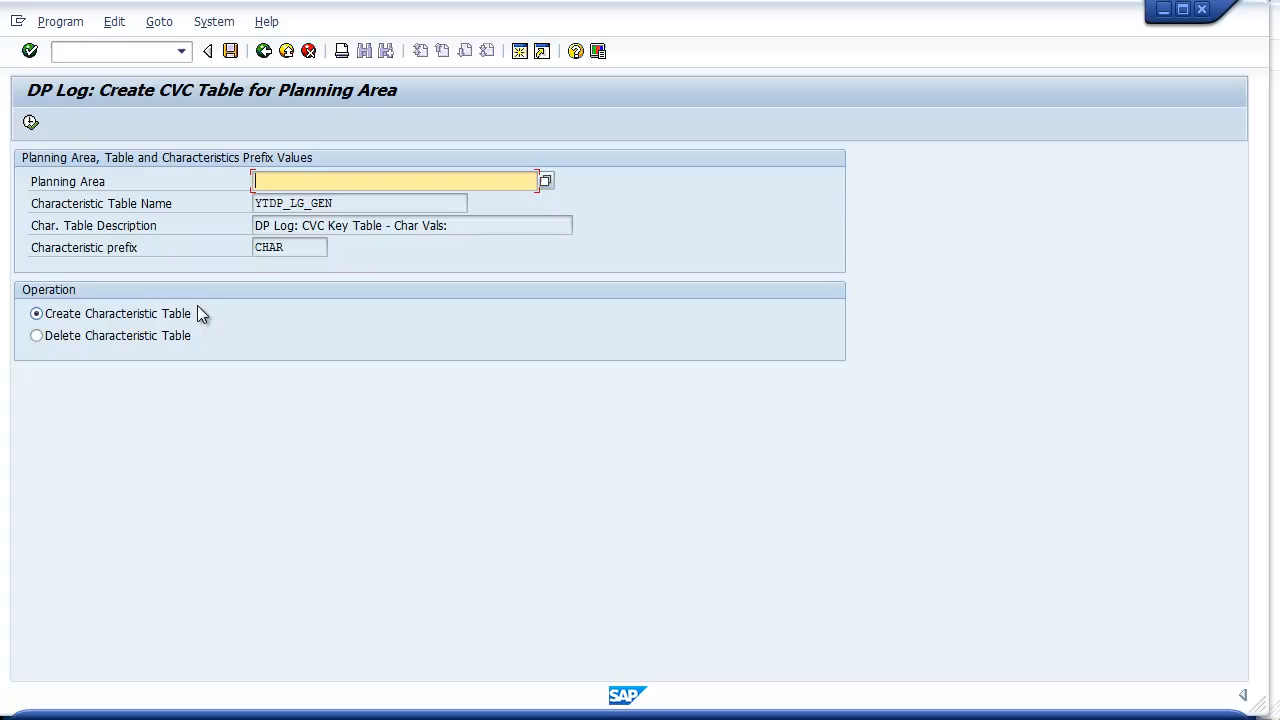 Program Edit Goto System Help
DP Log: Create CVC Table for Planning Area
Planning Area, Table and Characteristics Prefix Values
Planning Area
Characteristic Table Name YTDP_LG_GEN
Char. Table Description DP Log: CVC Key Table - Char Vals:
Characteristic prefix CHAR
Operation
Create Characteristic Table
Delete Characteristic Table
SAP